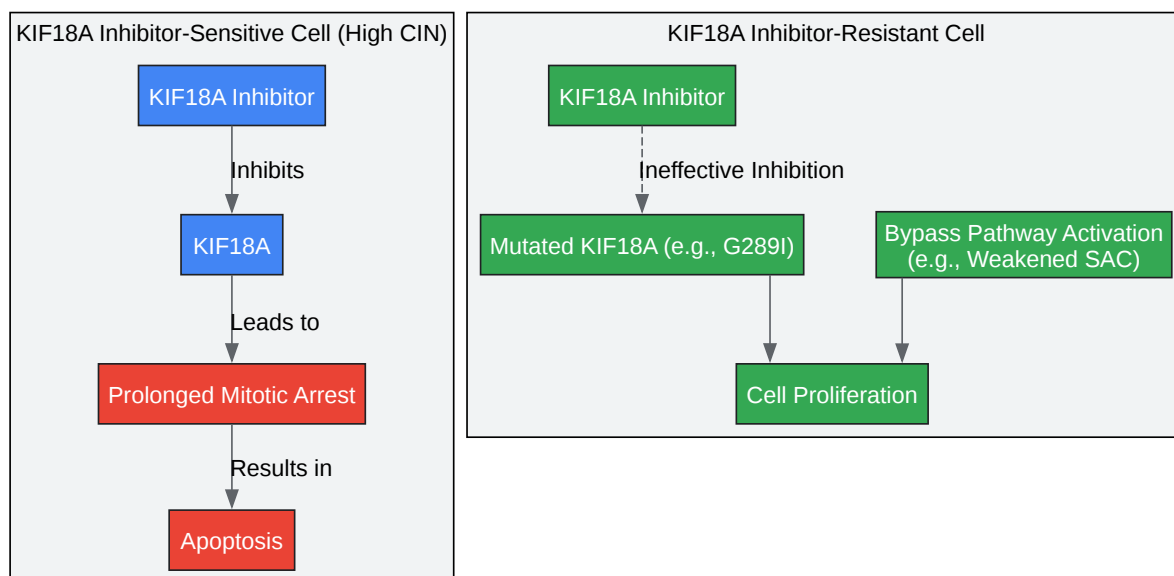 KIF18A Inhibitor-Sensitive Cell (High CIN)
KIF18A Inhibitor
Inhibits
KIF18A
Leads to
Prolonged Mitotic Arrest
Results in
Apoptosis
KIF18A Inhibitor-Resistant Cell
KIF18A Inhibitor
Ineffective Inhibition
Mutated KIF18A (e.g., G289I)
Bypass Pathway Activation
(e.g., Weakened SAC)
Cell Proliferation